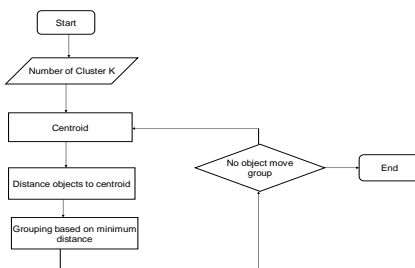 Start
Number of Cluster K
Centroid
Distance objects to centroid
Grouping based on minimum
distance
No object move
group
End